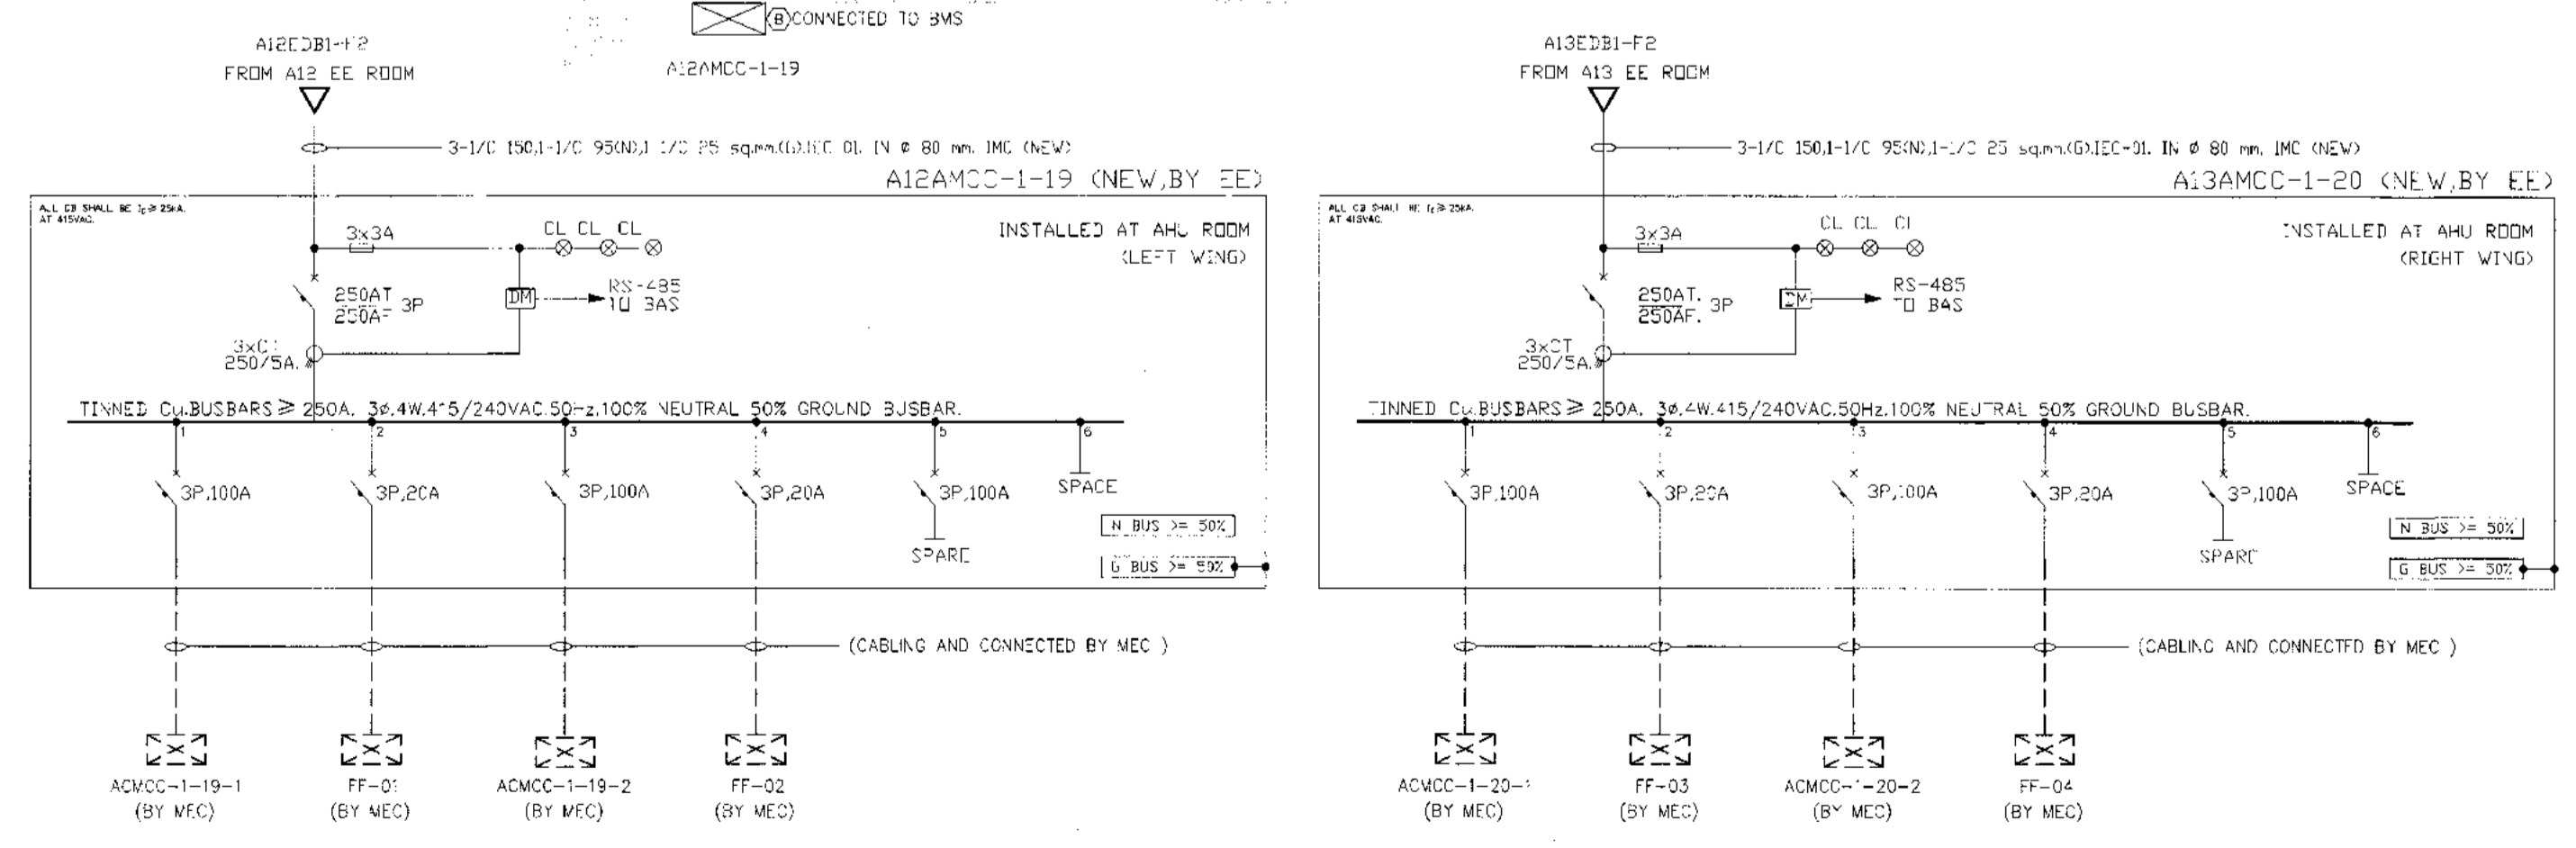 CONNECTED TO BMS
B
A12AMCC-1-19
A12EDB1-F2
FROM A12 EE ROOM
3-1/C 150,1-1/C 95(N),1-1/C 25 sq.mm.(G),IEC 01. IN Ø 80 mm. IMC (NEW)
A12AMCC-1-19 (NEW,BY EE)
ALL CB SHALL BE Ic≥25kA.
AT 415VAC.
INSTALLED AT AHU ROOM
(LEFT WING)
3x3A
CL CL CL
250AT
250AF
3P
DM
RS-485
TO BAS
3xCT
250/5A.
TINNED Cu.BUSBARS ≥ 250A. 3Ø,4W.415/240VAC.50Hz.100% NEUTRAL 50% GROUND BUSBAR.
1 2 3 4 5 6
3P,100A 3P,20A 3P,100A 3P,20A 3P,100A SPACE
SPARE
N BUS >= 50%
G BUS >= 50%
(CABLING AND CONNECTED BY MEC )
ACMCC-1-19-1 FF-01 ACMCC-1-19-2 FF-02
(BY MEC) (BY MEC) (BY MEC) (BY MEC)
A13EDB1-F2
FROM A13 EE ROOM
3-1/C 150,1-1/C 95(N),1-1/C 25 sq.mm.(G),IEC-01. IN Ø 80 mm. IMC (NEW)
A13AMCC-1-20 (NEW,BY EE)
ALL CB SHALL BE Ic≥25kA.
AT 415VAC.
INSTALLED AT AHU ROOM
(RIGHT WING)
3x3A
CL CL CL
250AT.
250AF.
3P
DM
RS-485
TO BAS
3xCT
250/5A.
TINNED Cu.BUSBARS ≥ 250A. 3Ø,4W.415/240VAC.50Hz.100% NEUTRAL 50% GROUND BUSBAR.
1 2 3 4 5 6
3P,100A 3P,20A 3P,100A 3P,20A 3P,100A SPACE
SPARE
N BUS >= 50%
G BUS >= 50%
(CABLING AND CONNECTED BY MEC )
ACMCC-1-20-1 FF-03 ACMCC-1-20-2 FF-04
(BY MEC) (BY MEC) (BY MEC) (BY MEC)